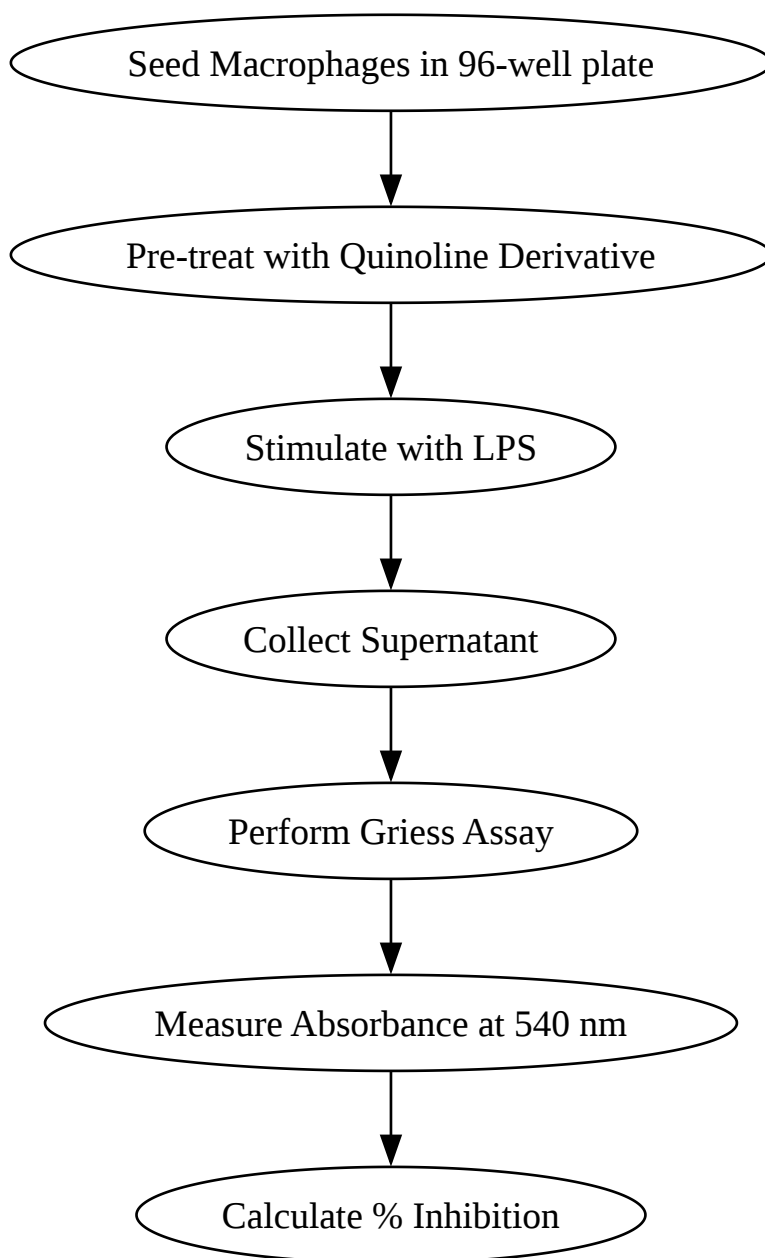 Seed Macrophages in 96-well plate
Pre-treat with Quinoline Derivative
Stimulate with LPS
Collect Supernatant
Perform Griess Assay
Measure Absorbance at 540 nm
Calculate % Inhibition